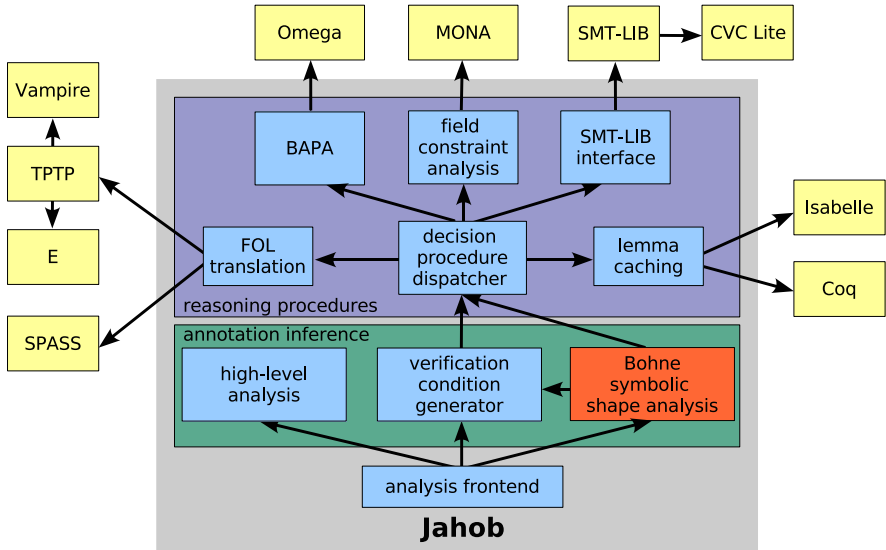 Omega
MONA
SMT-LIB
CVC Lite
Vampire
TPTP
E
SPASS
BAPA
field
constraint
analysis
SMT-LIB
interface
FOL
translation
decision
procedure
dispatcher
lemma
caching
Isabelle
Coq
reasoning procedures
annotation inference
high-level
analysis
verification
condition
generator
Bohne
symbolic
shape analysis
analysis frontend
Jahob